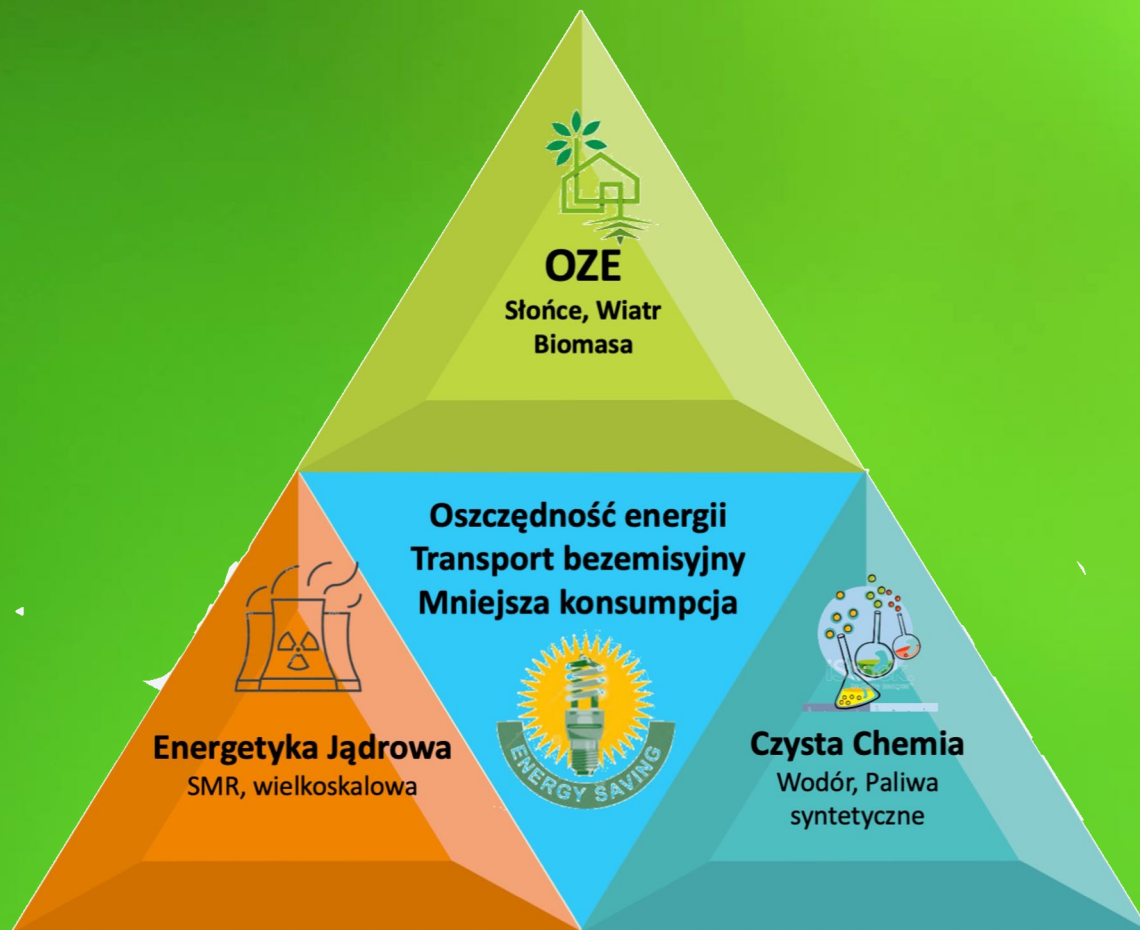 OZE
Słońce, Wiatr
Biomasa
Oszczędność energii
Transport bezemisyjny
Mniejsza konsumpcja
ENERGY SAVING
Energetyka Jądrowa
SMR, wielkoskalowa
Czysta Chemia
Wodór, Paliwa
syntetyczne